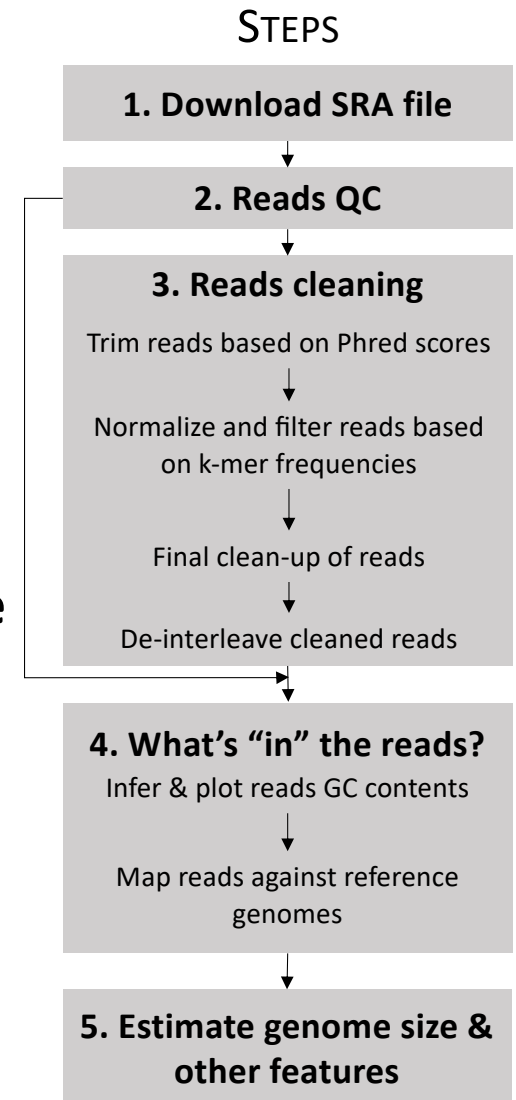 STEPS
1. Download SRA file
2. Reads QC
3. Reads cleaning
Trim reads based on Phred scores
Normalize and filter reads based
on k-mer frequencies
Final clean-up of reads
e
De-interleave cleaned reads
4. What’s “in” the reads?
Infer & plot reads GC contents
Map reads against reference
genomes
5. Estimate genome size &
other features